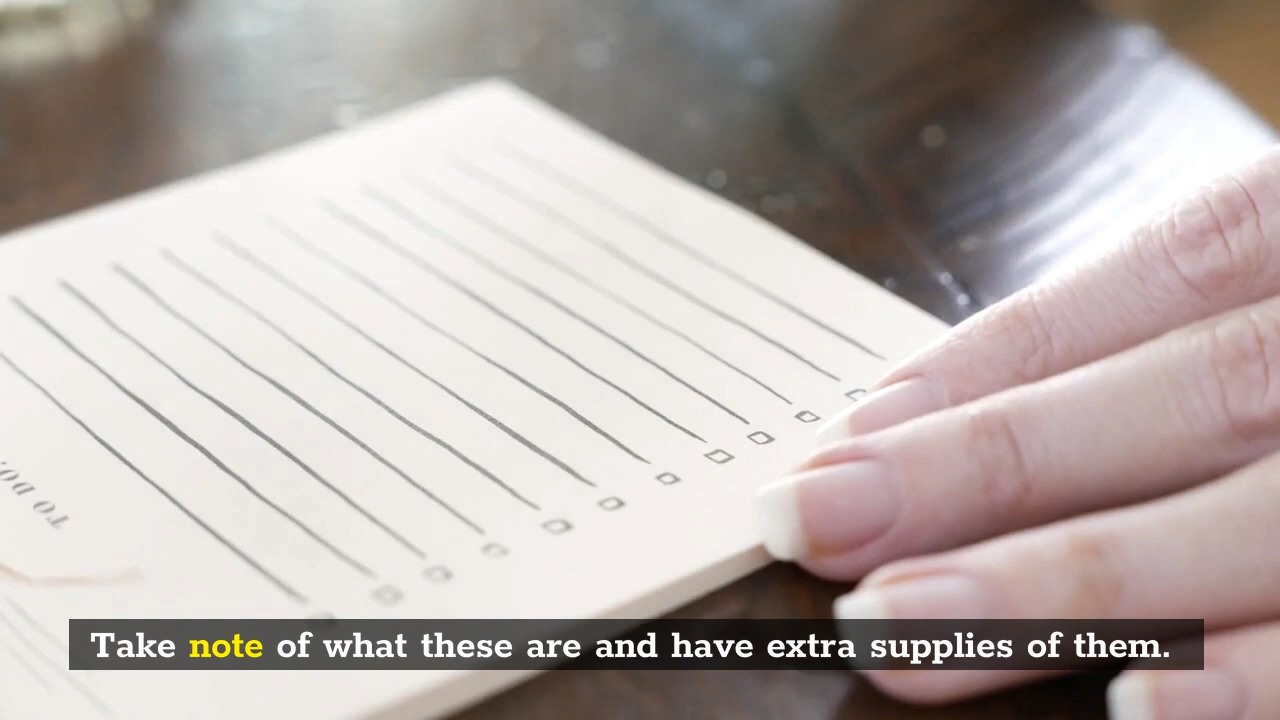 TO DO:
Take note of what these are and have extra supplies of them.